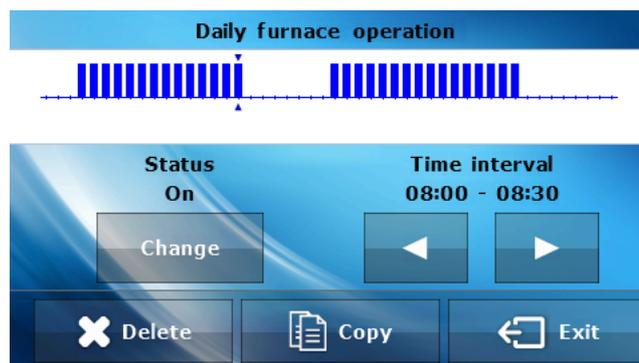 Daily furnace operation
Status
On
Time interval
08:00 - 08:30
Change
Delete
Copy
Exit